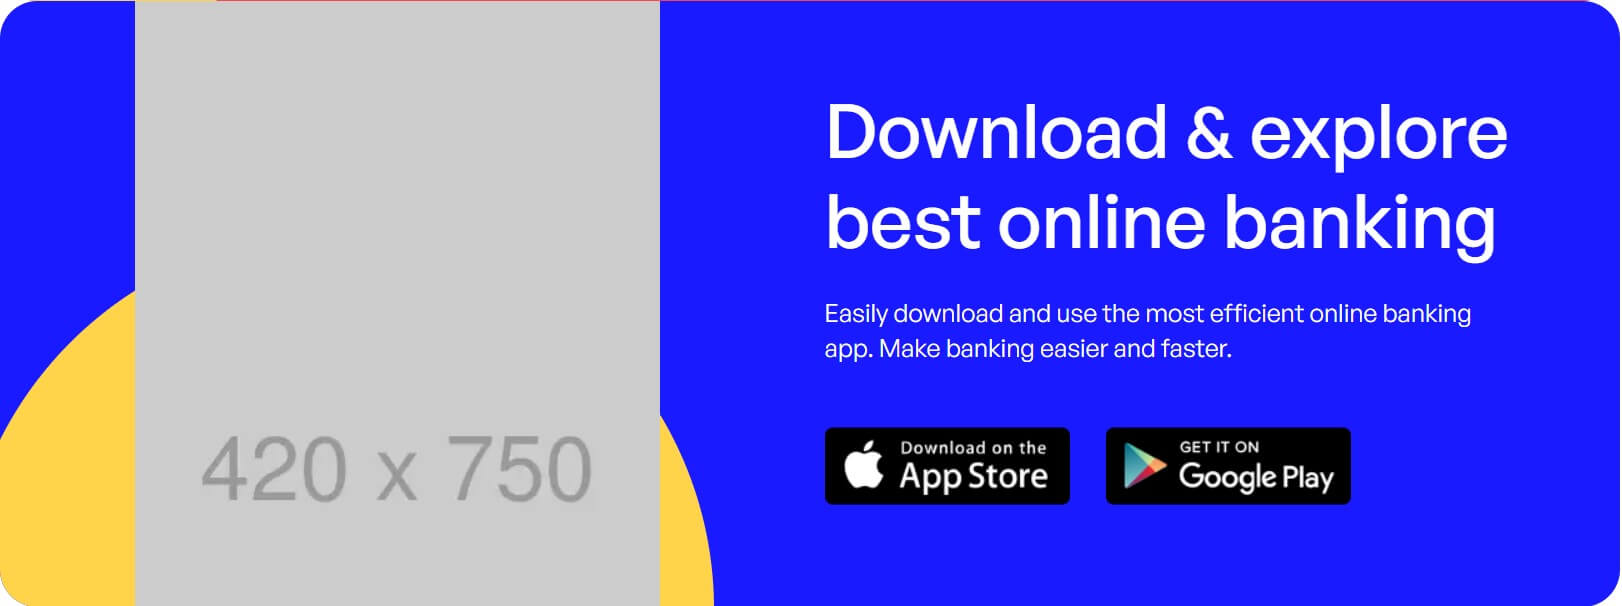 420 x 750
Download & explore
best online banking
Easily download and use the most efficient online banking
app. Make banking easier and faster.
Download on the
App Store
GET IT ON
Google Play